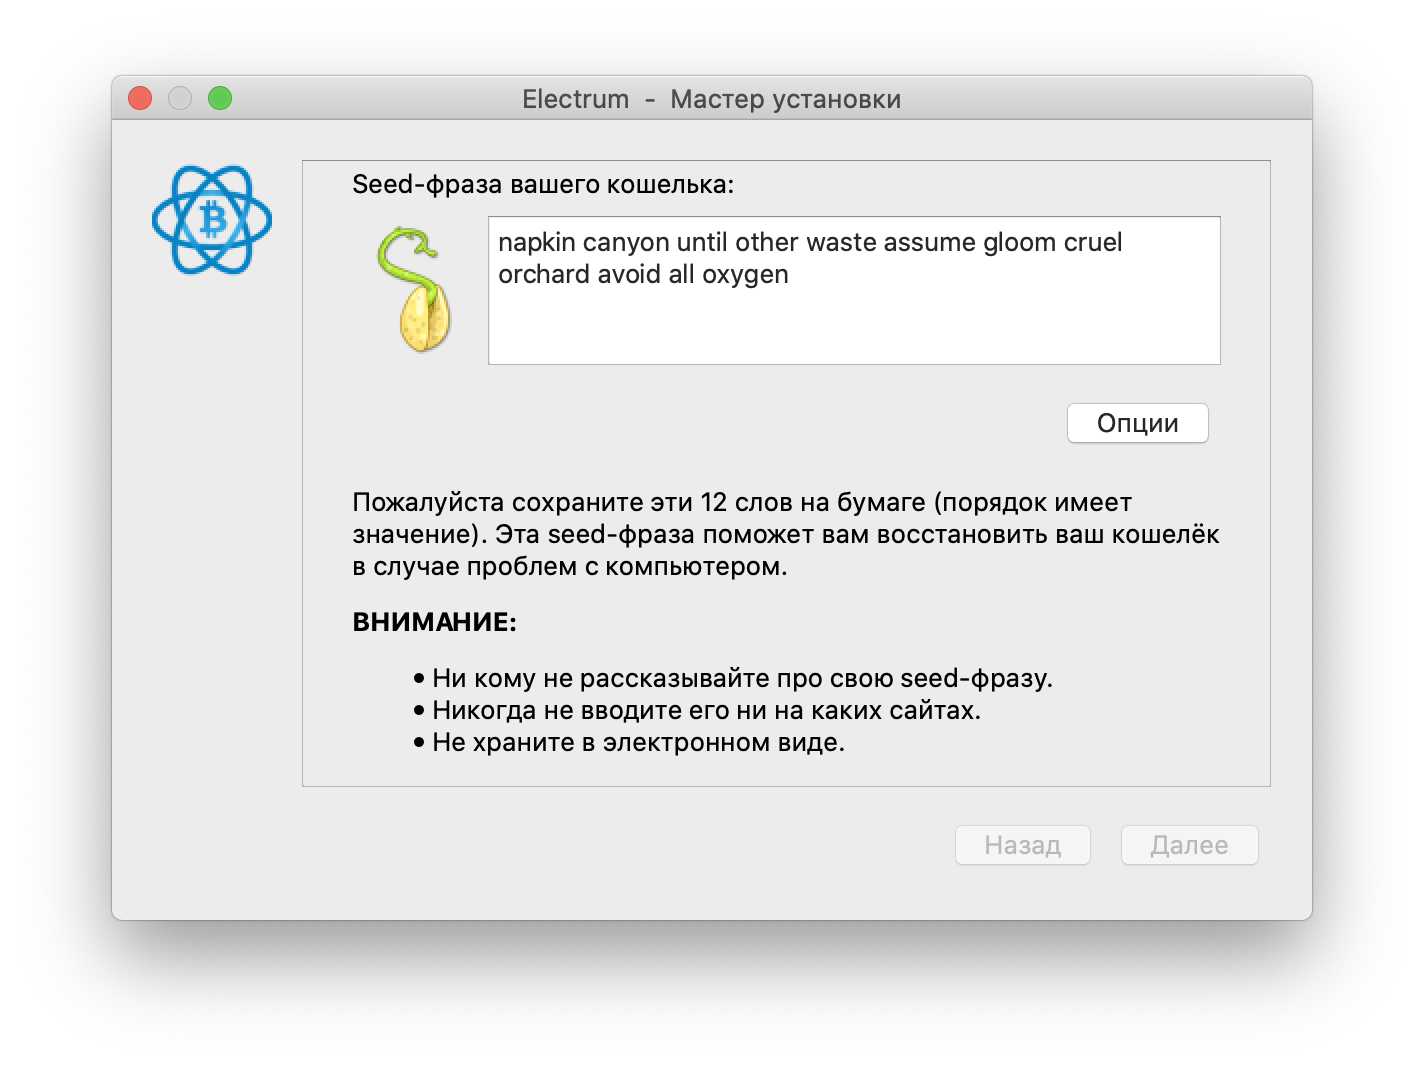 Electrum - Мастер установки
Seed-фраза вашего кошелька:
napkin canyon until other waste assume gloom cruel
orchard avoid all oxygen
Опции
Пожалуйста сохраните эти 12 слов на бумаге (порядок имеет
значение). Эта seed-фраза поможет вам восстановить ваш кошелёк
в случае проблем с компьютером.
ВНИМАНИЕ:
• Ни кому не рассказывайте про свою seed-фразу.
• Никогда не вводите его ни на каких сайтах.
• Не храните в электронном виде.
Назад Далее